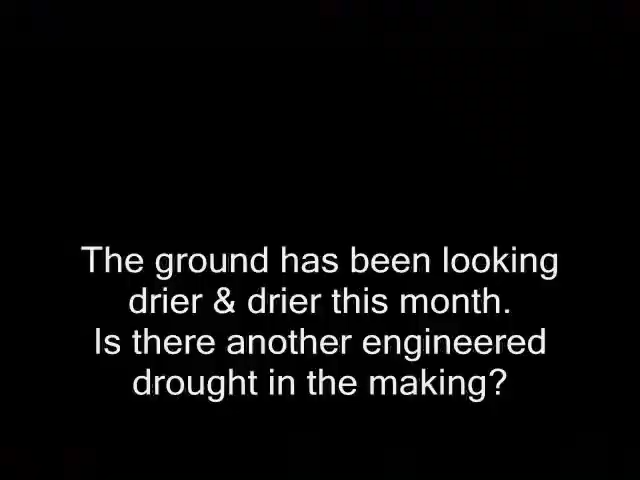 The ground has been looking
drier & drier this month.
Is there another engineered
drought in the making?